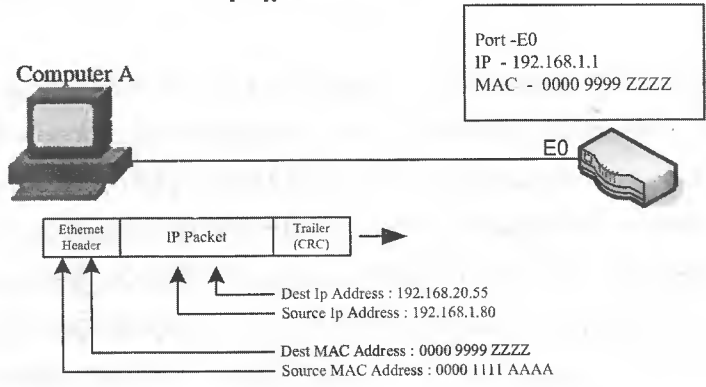 Port -E0
IP - 192.168.1.1
MAC - 0000 9999 ZZZZ
Computer A
E0
Ethernet Header
IP Packet
Trailer (CRC)
Dest Ip Address : 192.168.20.55
Source Ip Address : 192.168.1.80
Dest MAC Address : 0000 9999 ZZZZ
Source MAC Address : 0000 1111 AAAA